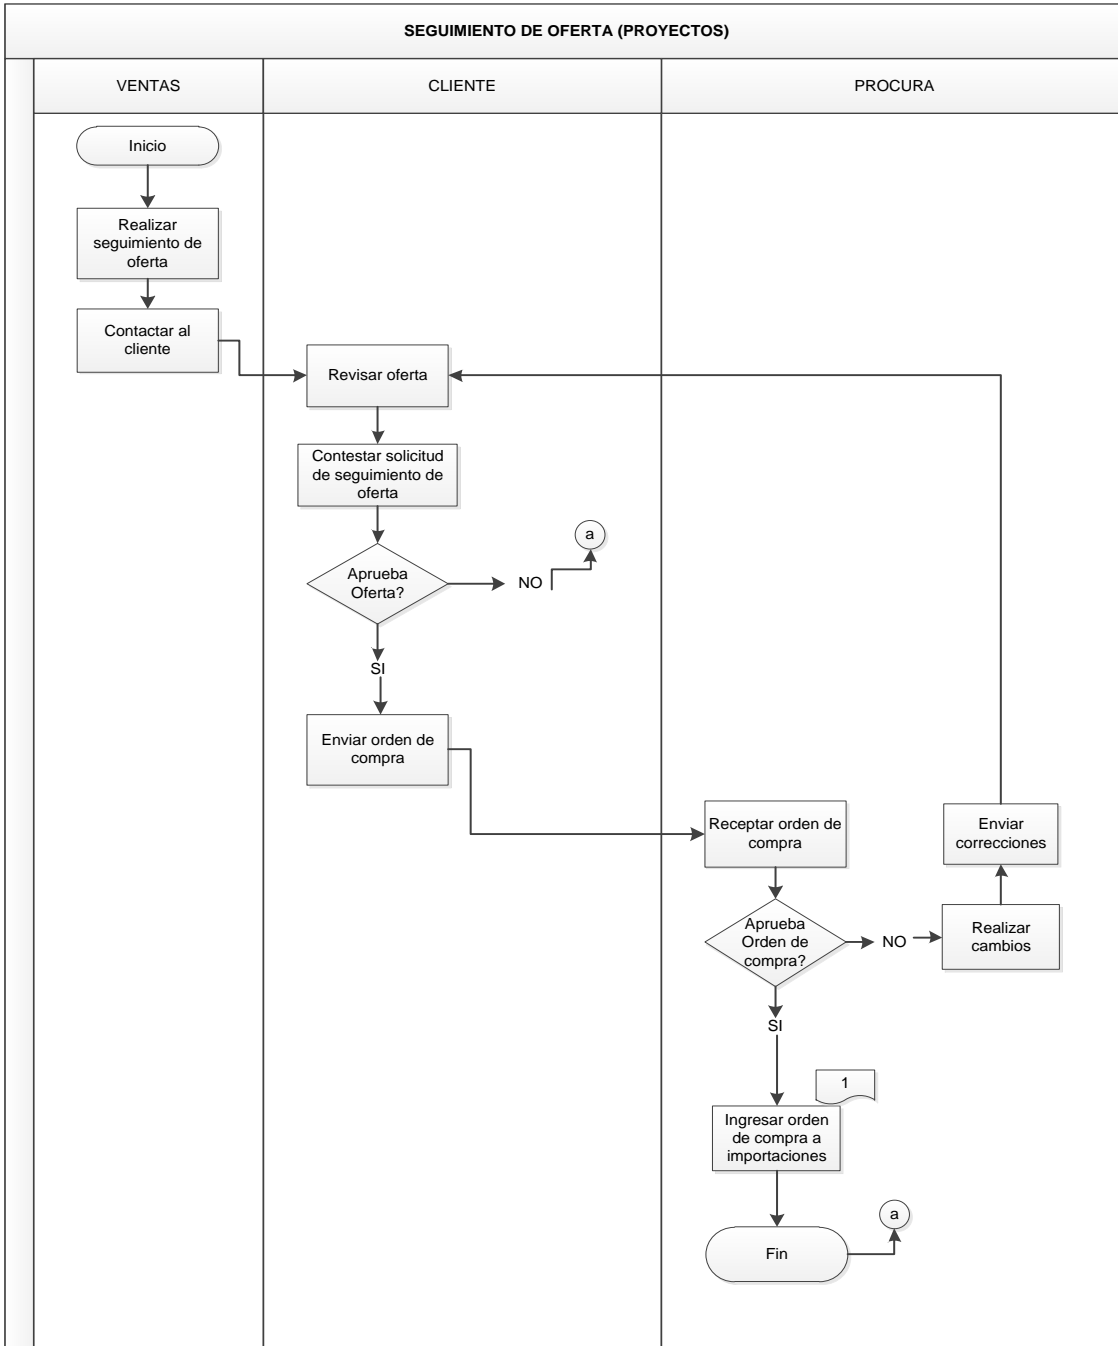 SEGUIMIENTO DE OFERTA (PROYECTOS)
VENTAS
CLIENTE
PROCURA
Inicio
Realizar
seguimiento de
oferta
Contactar al
cliente
Revisar oferta
Contestar solicitud
de seguimiento de
oferta
a
Aprueba
Oferta?
NO
SI
Enviar orden de
compra
Receptar orden de
compra
Enviar
correcciones
Aprueba
Orden de
compra?
NO
Realizar
cambios
SI
1
Ingresar orden
de compra a
importaciones
a
Fin